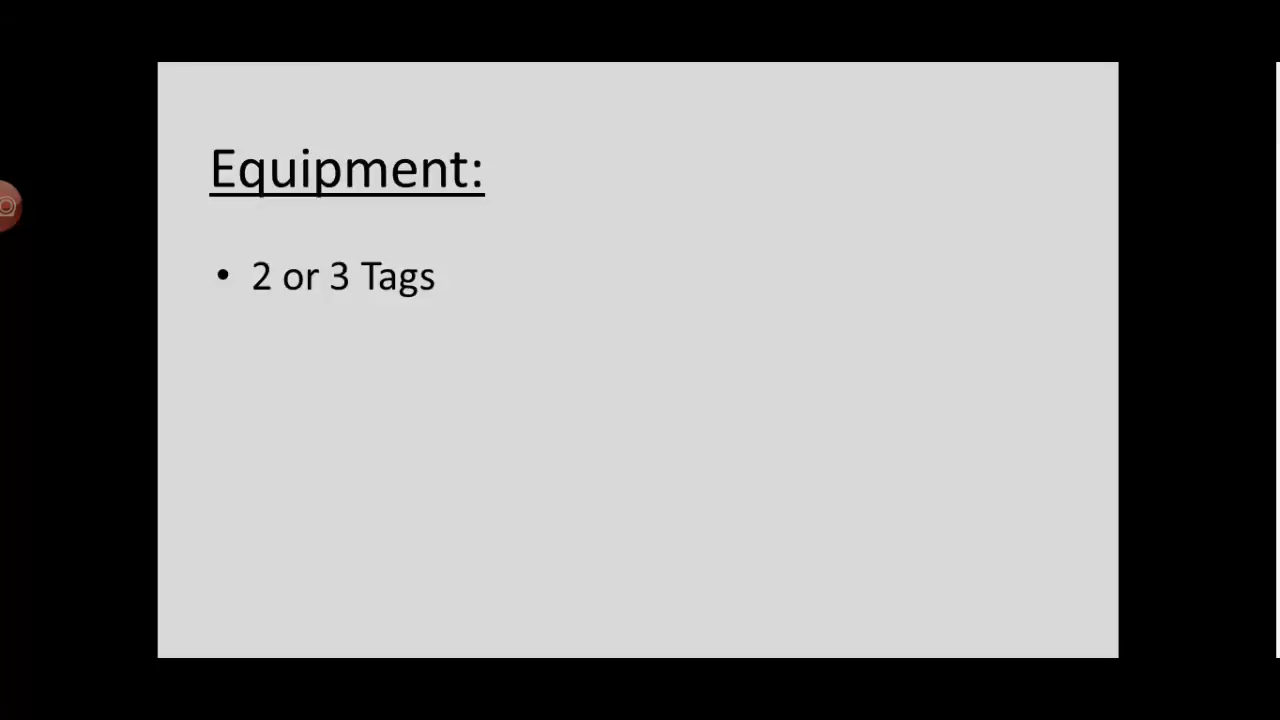 Equipment:
• 2 or 3 Tags